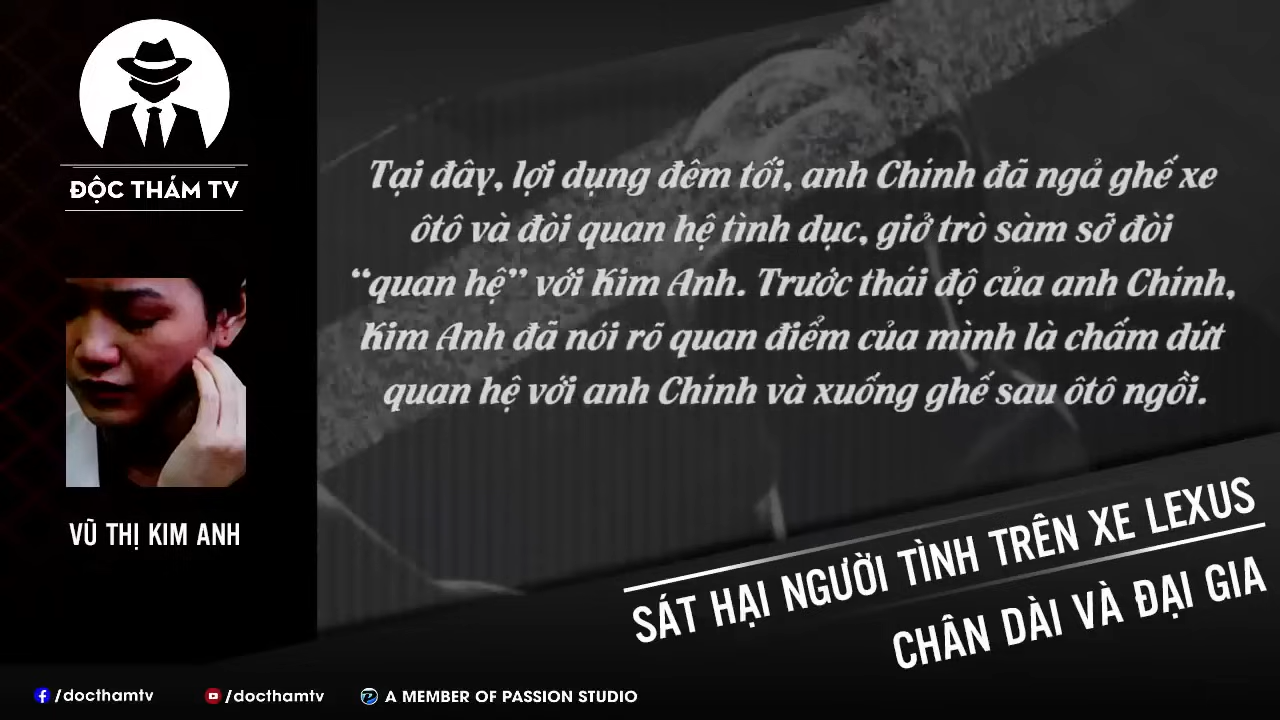 ĐỘC THÁM TV
VŨ THỊ KIM ANH
Tại đây, lợi dụng đêm tối, anh Chính đã ngả ghế xe
ôtô và đòi quan hệ tình dục, giở trò sàm sỡ đòi
“quan hệ” với Kim Anh. Trước thái độ của anh Chính,
Kim Anh đã nói rõ quan điểm của mình là chấm dứt
quan hệ với anh Chính và xuống ghế sau ôtô ngồi.
SÁT HẠI NGƯỜI TÌNH TRÊN XE LEXUS
CHÂN DÀI VÀ ĐẠI GIA
/docthamtv /docthamtv A MEMBER OF PASSION STUDIO